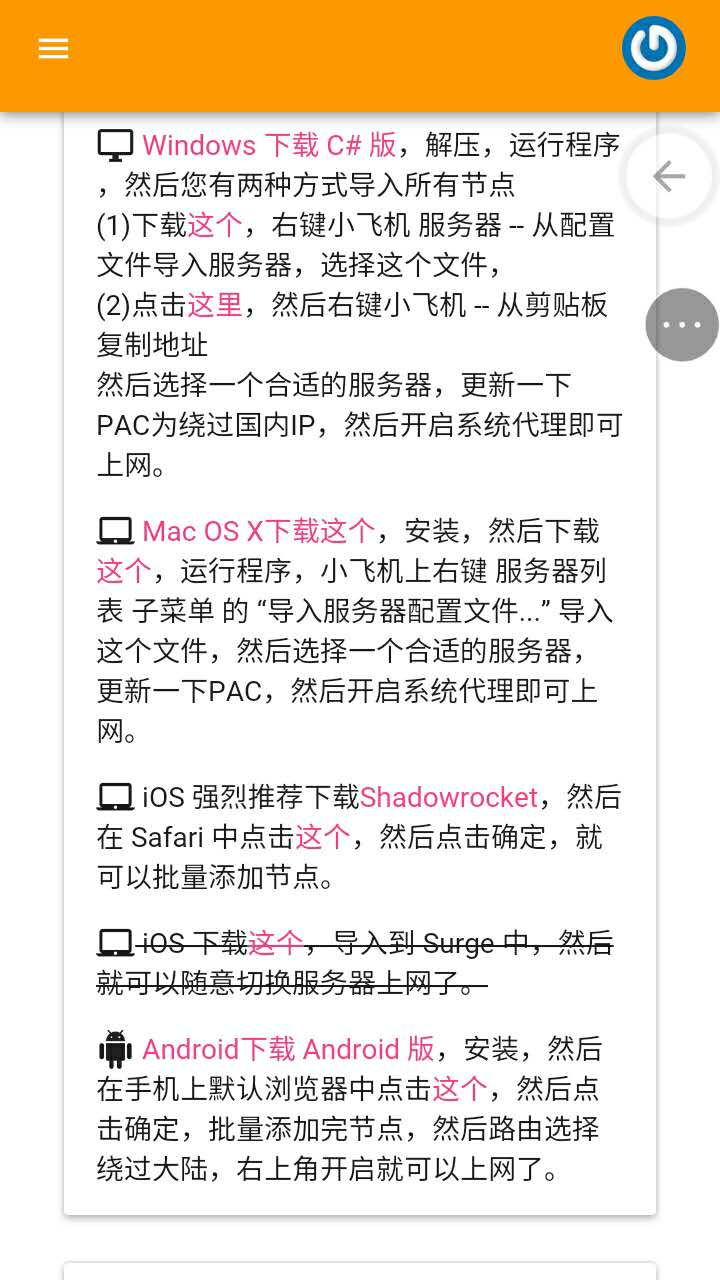 Windows 下载 C# 版，解压，运行程序
，然后您有两种方式导入所有节点
(1)下载这个，右键小飞机 服务器 -- 从配置
文件导入服务器，选择这个文件，
(2)点击这里，然后右键小飞机 -- 从剪贴板
复制地址
然后选择一个合适的服务器，更新一下
PAC为绕过国内IP，然后开启系统代理即可
上网。
Mac OS X下载这个，安装，然后下载
这个，运行程序，小飞机上右键 服务器列
表 子菜单 的 “导入服务器配置文件...” 导入
这个文件，然后选择一个合适的服务器，
更新一下PAC，然后开启系统代理即可上
网。
iOS 强烈推荐下载Shadowrocket，然后
在 Safari 中点击这个，然后点击确定，就
可以批量添加节点。
iOS 下载这个，导入到 Surge 中，然后
就可以随意切换服务器上网了。
Android下载 Android 版，安装，然后
在手机上默认浏览器中点击这个，然后点
击确定，批量添加完节点，然后路由选择
绕过大陆，右上角开启就可以上网了。